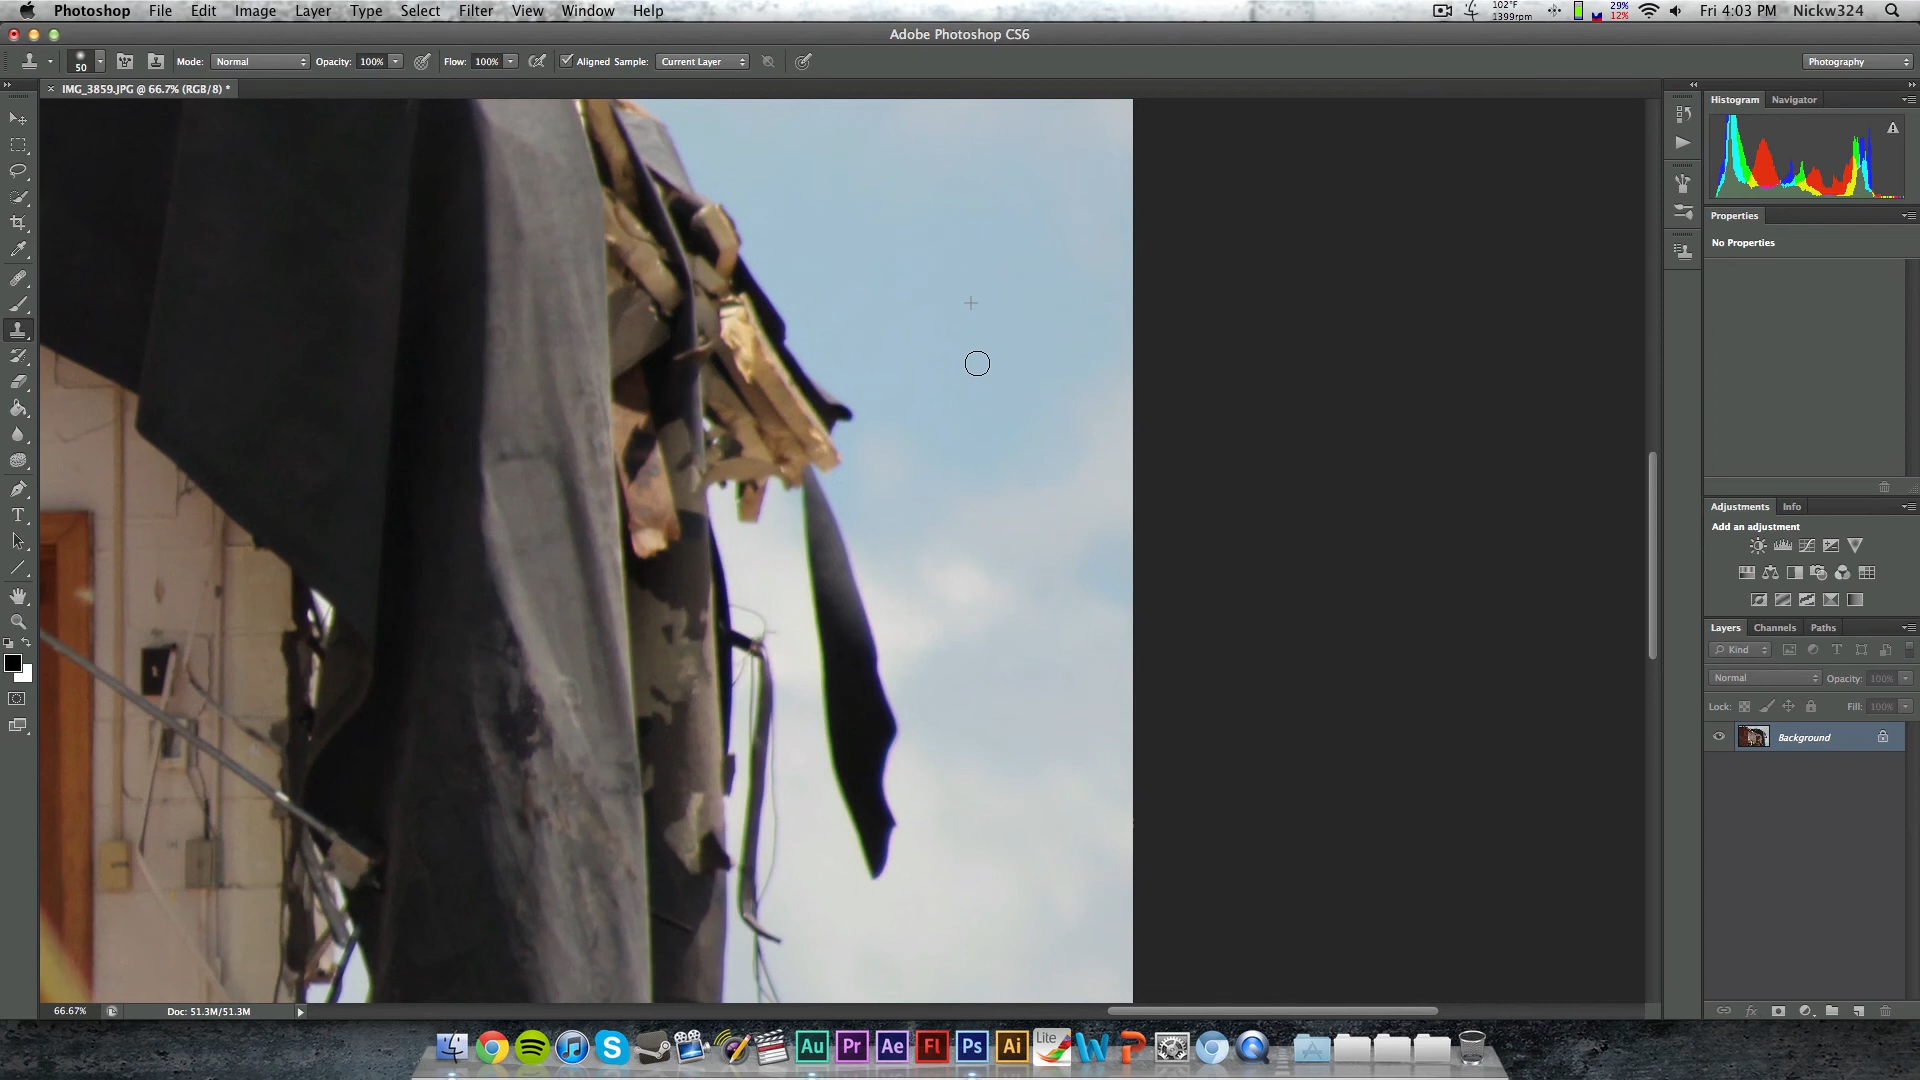 Photoshop File Edit Image Layer Type Select Filter View Window Help 102°F 1399rpm 29% 12% Fri 4:03 PM Nickw324
Adobe Photoshop CS6
50 Mode: Normal Opacity: 100% Flow: 100% Aligned Sample: Current Layer Photography
IMG_3859.JPG @ 66.7% (RGB/8) *
Histogram Navigator
Properties
No Properties
Adjustments Info
Add an adjustment
Layers Channels Paths
Kind
Normal Opacity: 100%
Lock: Fill: 100%
Background
66.67% Doc: 51.3M/51.3M
Au Pr Ae Fl Ps Ai Lite W P